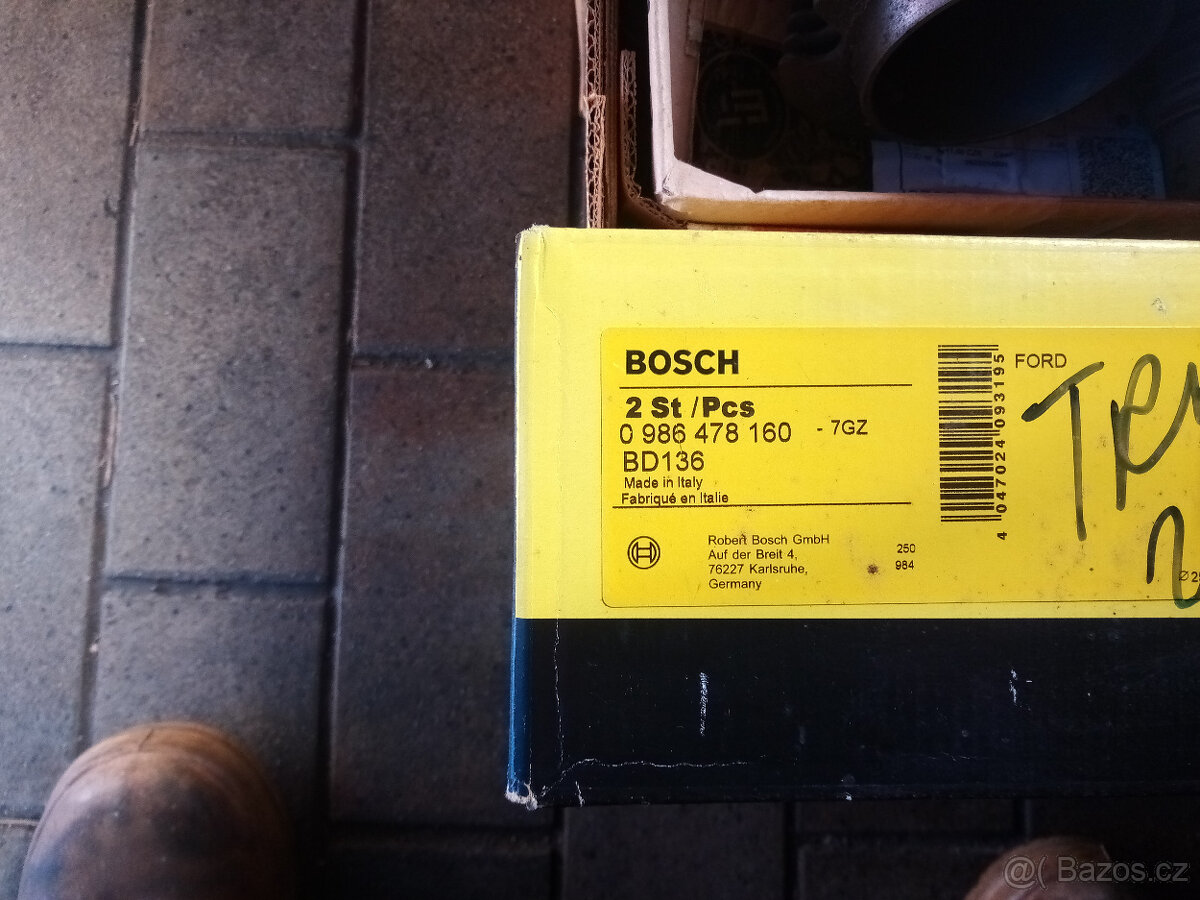 BOSCH
2 St /Pcs
0 986 478 160 - 7GZ
BD136
Made in Italy
Fabriqué en Italie
Robert Bosch GmbH
Auf der Breit 4,
76227 Karlsruhe,
Germany
250
984
4 047024 093195
FORD
@( Bazos.cz